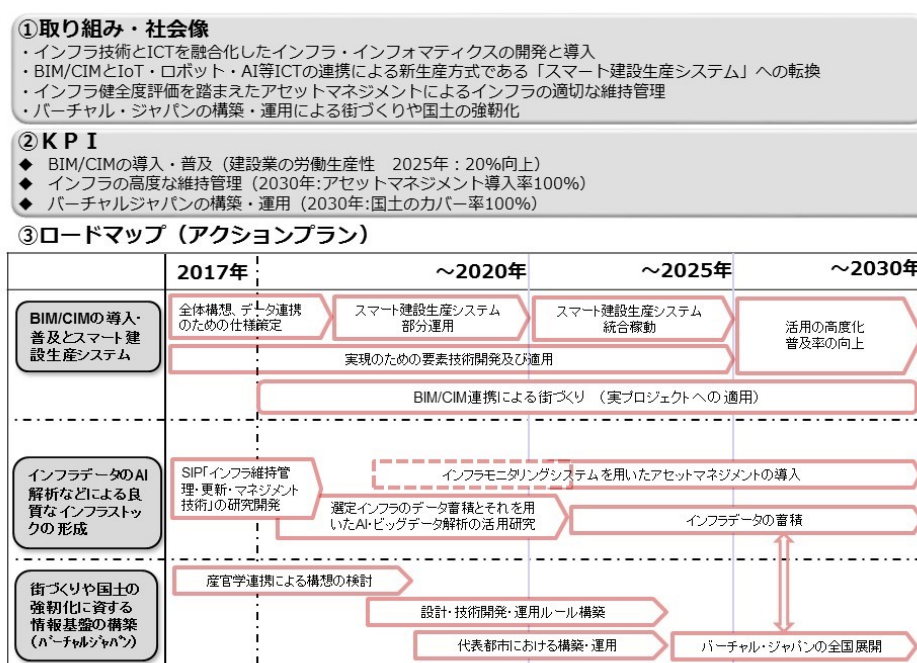 ①取り組み・社会像
・インフラ技術とICTを融合化したインフラ・インフォマティクスの開発と導入
・BIM/CIMとIoT・ロボット・AI等ICTの連携による新生産方式である「スマート建設生産システム」への転換
・インフラ健全度評価を踏まえたアセットマネジメントによるインフラの適切な維持管理
・バーチャル・ジャパンの構築・運用による街づくりや国土の強靭化
②ＫＰＩ
◆ BIM/CIMの導入・普及（建設業の労働生産性　2025年：20%向上）
◆ インフラの高度な維持管理（2030年:アセットマネジメント導入率100%）
◆ バーチャルジャパンの構築・運用（2030年:国土のカバー率100%）
③ロードマップ（アクションプラン）
2017年
～2020年
～2025年
～2030年
BIM/CIMの導入・
普及とスマート建
設生産システム
全体構想、データ連携
のための仕様策定
スマート建設生産システム
部分運用
スマート建設生産システム
統合稼動
活用の高度化
普及率の向上
実現のための要素技術開発及び適用
BIM/CIM連携による街づくり　（実プロジェクトへの適用）
インフラデータのAI
解析などによる良
質なインフラストッ
クの形成
SIP「インフラ維持管
理・更新・マネジメント
技術」の研究開発
インフラモニタリングシステムを用いたアセットマネジメントの導入
選定インフラのデータ蓄積とそれを用
いたAI・ビッグデータ解析の活用研究
インフラデータの蓄積
街づくりや国土の
強靭化に資する
情報基盤の構築
(ﾊﾞｰﾁｬﾙｼﾞｬﾊﾟﾝ)
産官学連携による構想の検討
設計・技術開発・運用ルール構築
代表都市における構築・運用
バーチャル・ジャパンの全国展開